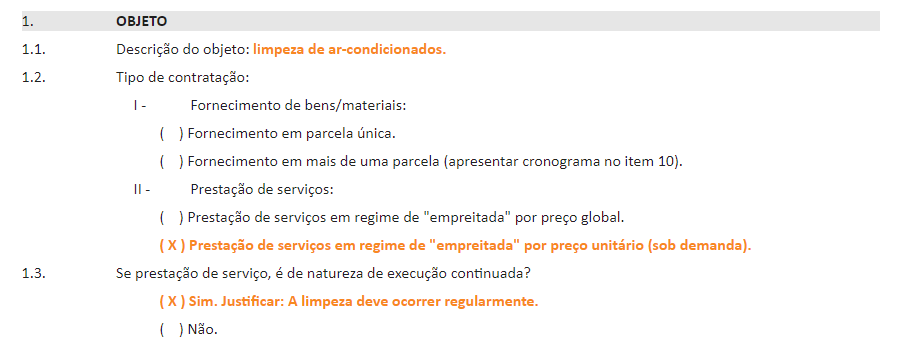 1. OBJETO
1.1. Descrição do objeto: limpeza de ar-condicionados.
1.2. Tipo de contratação:
I - Fornecimento de bens/materiais:
( ) Fornecimento em parcela única.
( ) Fornecimento em mais de uma parcela (apresentar cronograma no item 10).
II - Prestação de serviços:
( ) Prestação de serviços em regime de "empreitada" por preço global.
( X ) Prestação de serviços em regime de "empreitada" por preço unitário (sob demanda).
1.3. Se prestação de serviço, é de natureza de execução continuada?
( X ) Sim. Justificar: A limpeza deve ocorrer regularmente.
( ) Não.